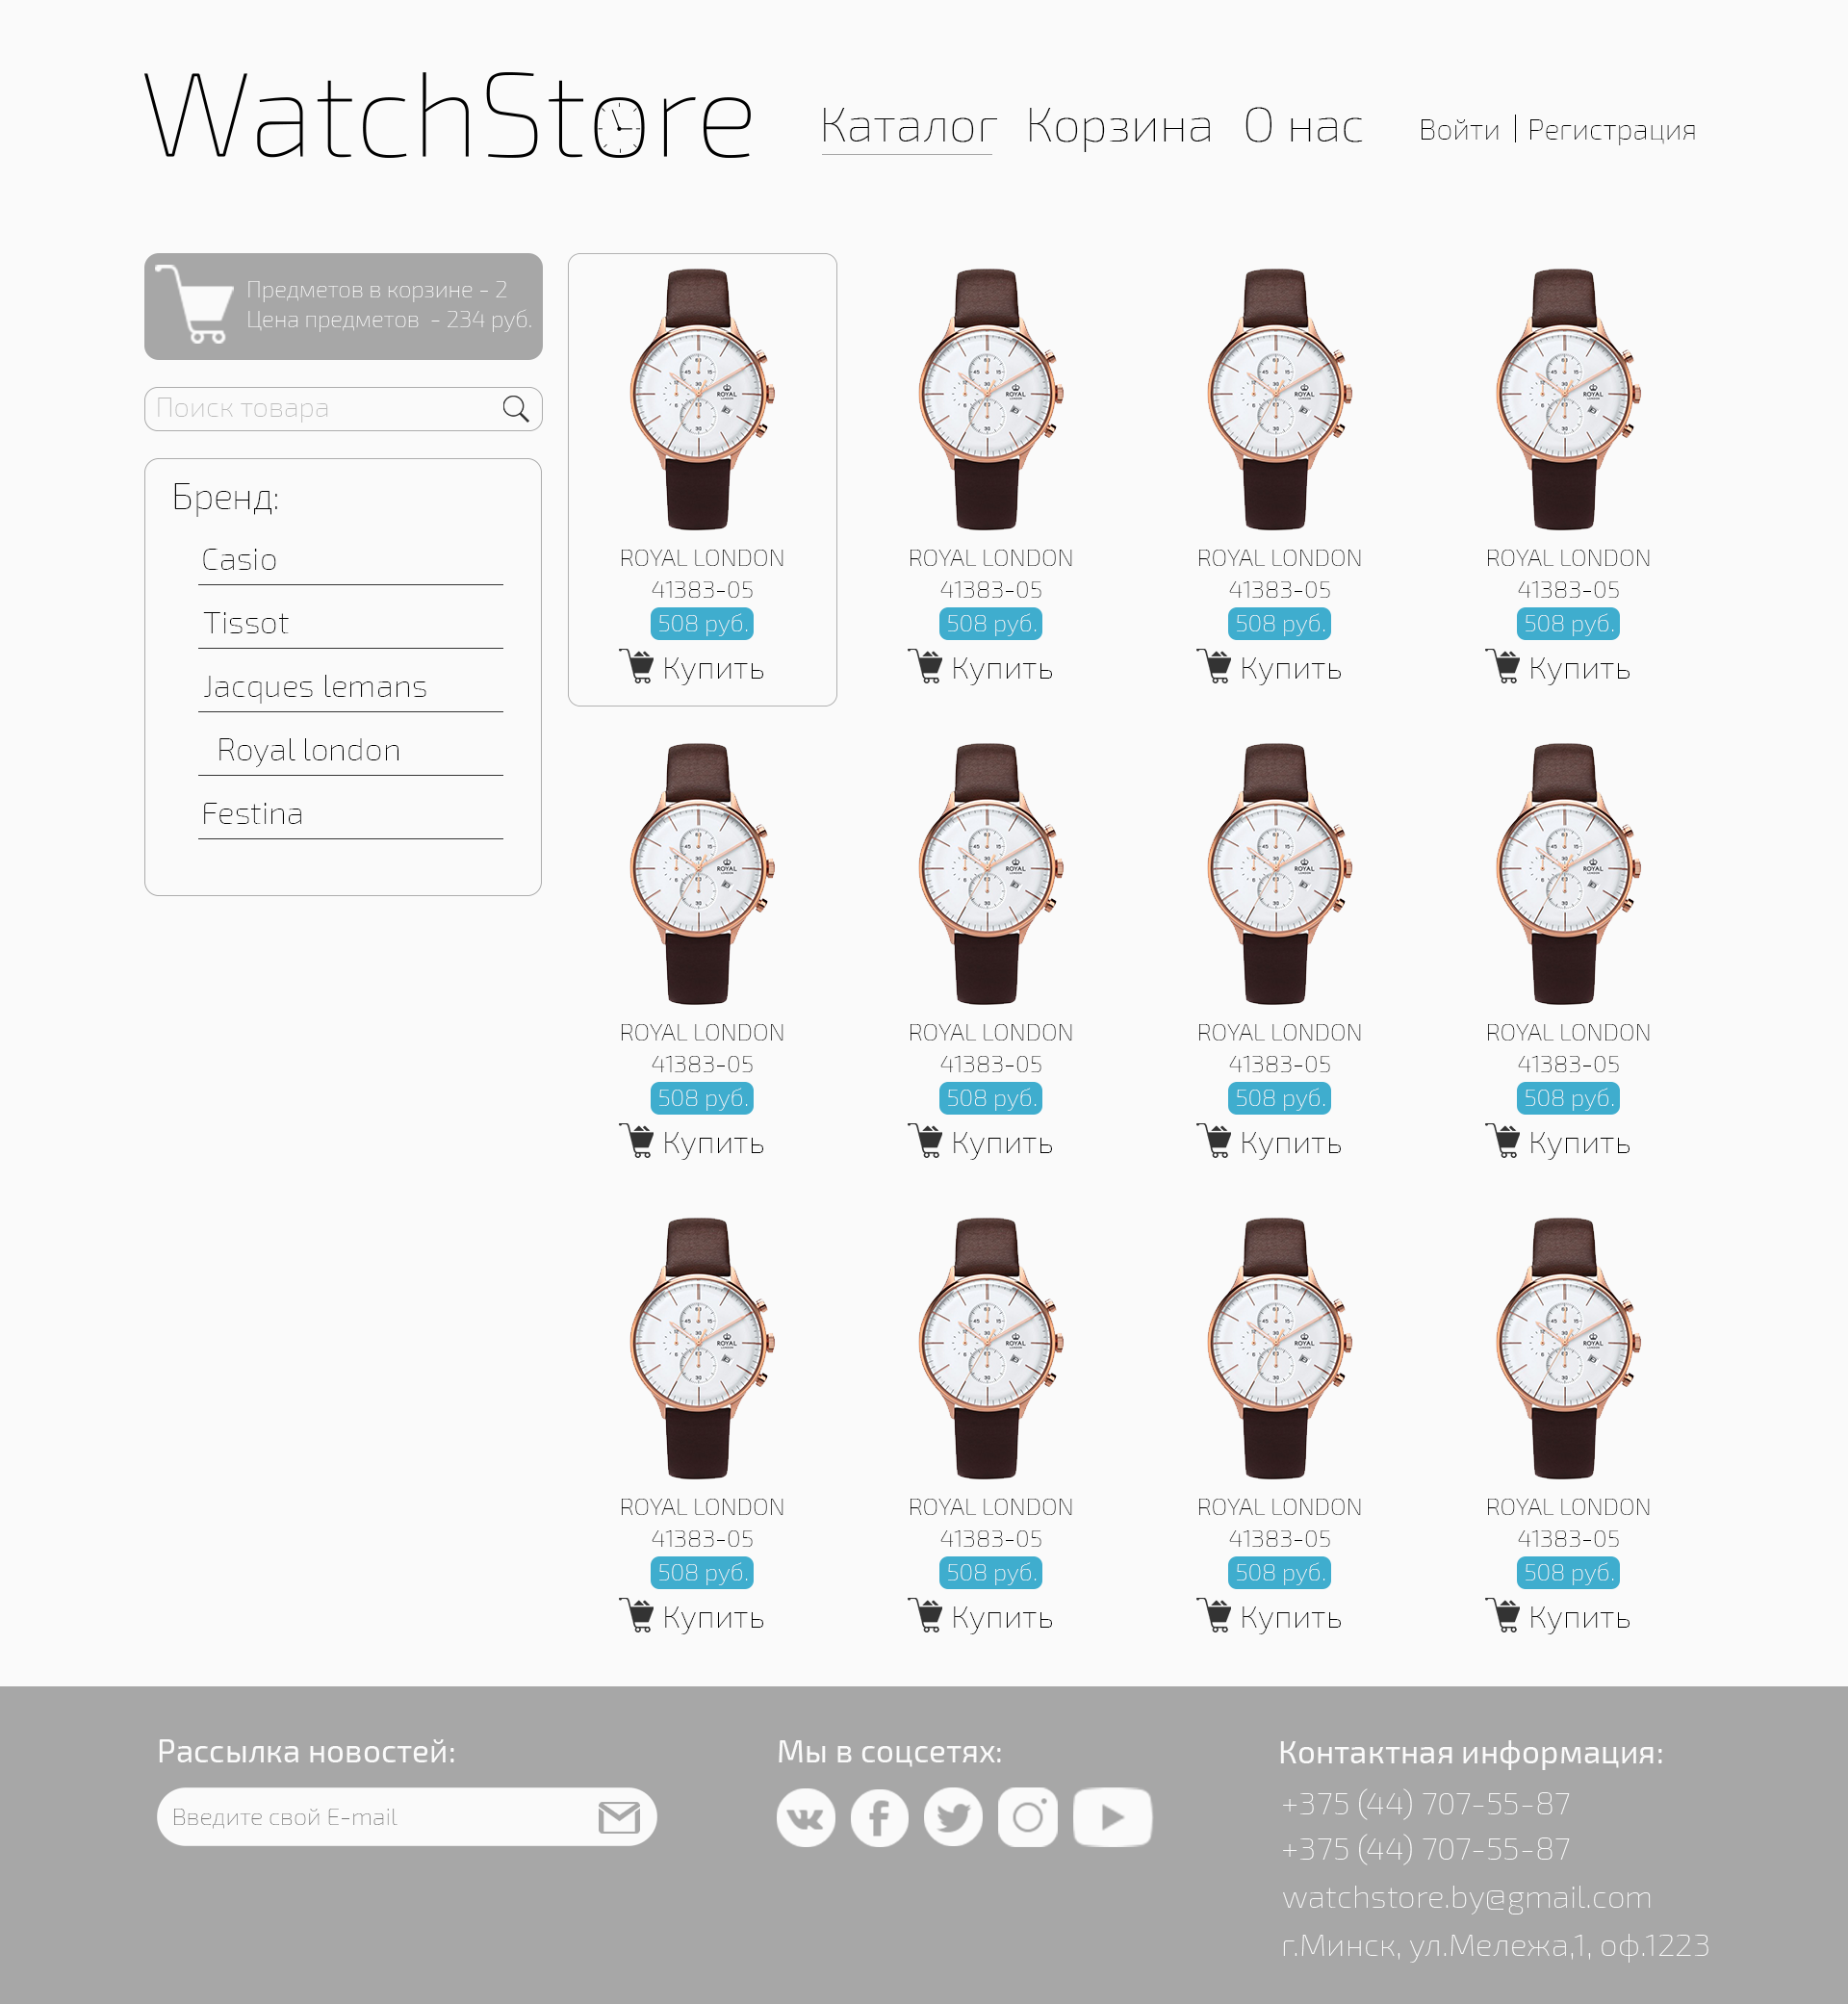 WatchStore
Каталог Корзина О нас Войти | Регистрация
Предметов в корзине - 2
Цена предметов - 234 руб.
Поиск товара
Бренд:
Casio
Tissot
Jacques lemans
Royal london
Festina
ROYAL LONDON ROYAL LONDON ROYAL LONDON ROYAL LONDON
41383-05 41383-05 41383-05 41383-05
508 руб. 508 руб. 508 руб. 508 руб.
Купить Купить Купить Купить
ROYAL LONDON ROYAL LONDON ROYAL LONDON ROYAL LONDON
41383-05 41383-05 41383-05 41383-05
508 руб. 508 руб. 508 руб. 508 руб.
Купить Купить Купить Купить
ROYAL LONDON ROYAL LONDON ROYAL LONDON ROYAL LONDON
41383-05 41383-05 41383-05 41383-05
508 руб. 508 руб. 508 руб. 508 руб.
Купить Купить Купить Купить
Рассылка новостей:
Введите свой E-mail
Мы в соцсетях:
Контактная информация:
+375 (44) 707-55-87
+375 (44) 707-55-87
watchstore.by@gmail.com
г.Минск, ул.Мележа,1, оф.1223